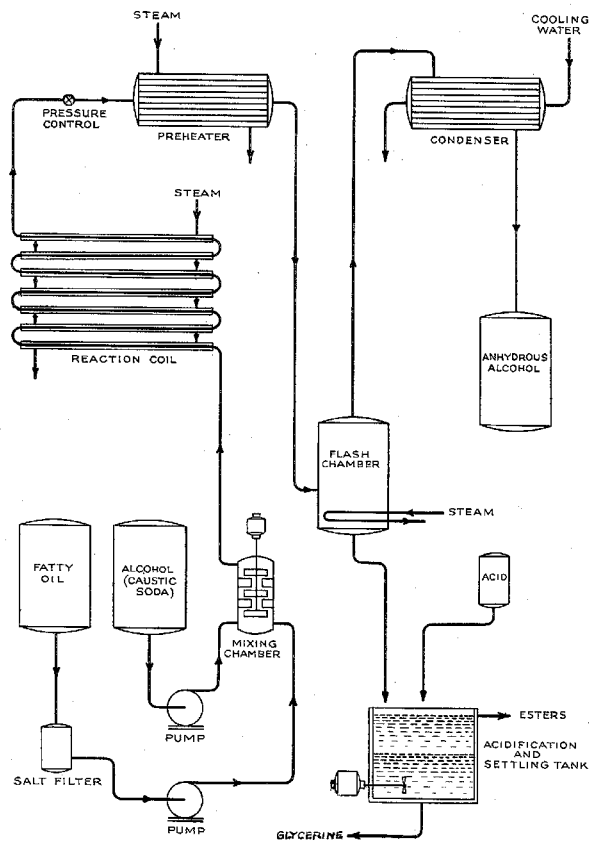 STEAM
COOLING
WATER
PRESSURE
CONTROL
PREHEATER
CONDENSER
STEAM
REACTION COIL
ANHYDROUS
ALCOHOL
FLASH
CHAMBER
STEAM
FATTY
OIL
ALCOHOL
(CAUSTIC
SODA)
ACID
MIXING
CHAMBER
PUMP
SALT FILTER
PUMP
ESTERS
ACIDIFICATION
AND
SETTLING TANK
GLYCERINE